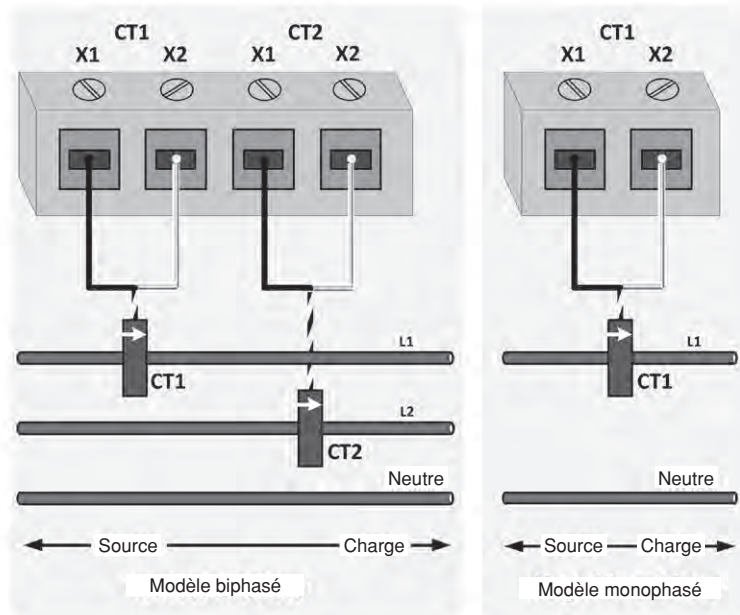 CT1 CT2
X1 X2 X1 X2
L1
CT1
L2
CT2
Neutre
Source Charge
Modèle biphasé
CT1
X1 X2
L1
CT1
Neutre
Source Charge
Modèle monophasé